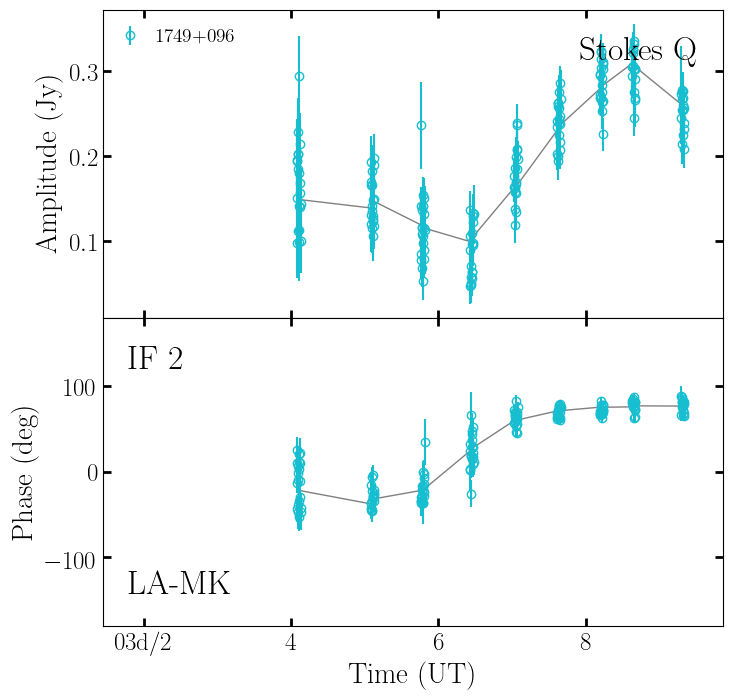 1749+096
Stokes Q
Amplitude (Jy)
0.3
0.2
0.1
IF 2
Phase (deg)
100
0
−100
LA-MK
03d/2
4
6
8
Time (UT)